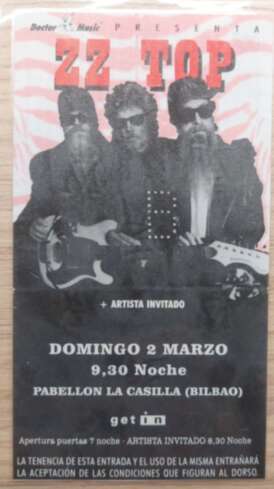 Doctor Music PRESENTA
ZZ TOP
+ ARTISTA INVITADO
DOMINGO 2 MARZO
9,30 Noche
PABELLON LA CASILLA (BILBAO)
get in
Apertura puertas 7 noche - ARTISTA INVITADO 8,30 Noche
LA TENENCIA DE ESTA ENTRADA Y EL USO DE LA MISMA ENTRAÑARÁ
LA ACEPTACIÓN DE LAS CONDICIONES QUE FIGURAN AL DORSO.